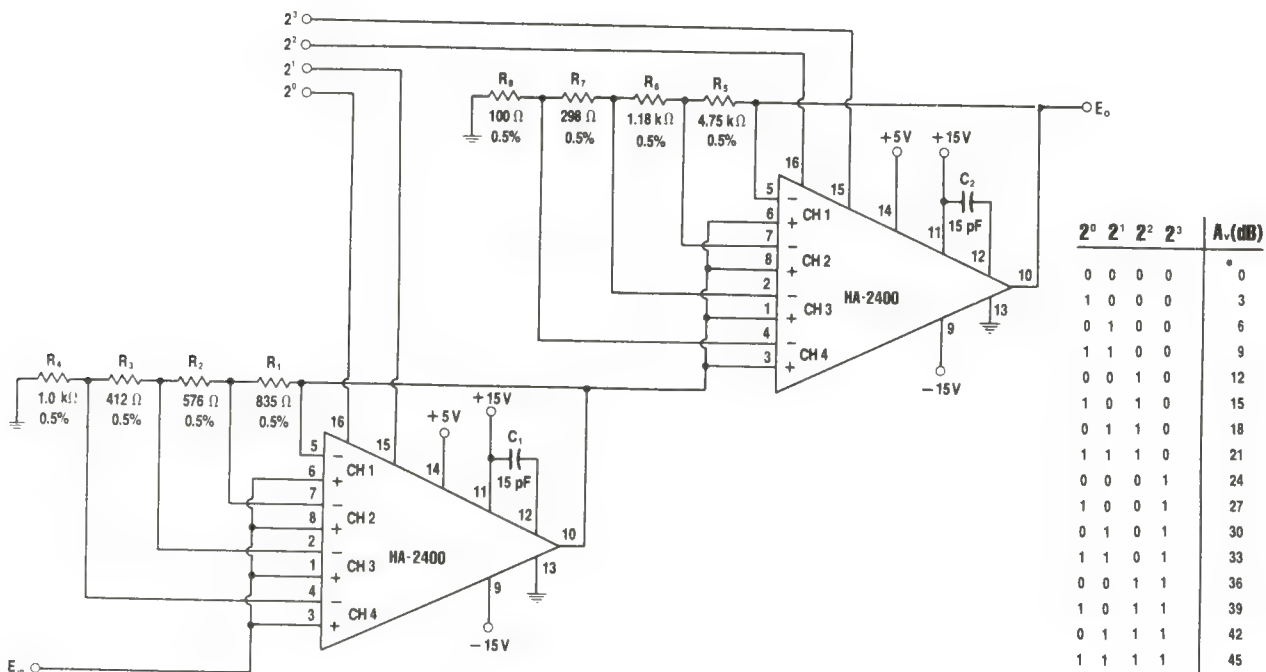 2³
2²
2¹
2⁰
R₈ R₇ R₆ R₅
100 Ω 298 Ω 1.18 kΩ 4.75 kΩ
0.5% 0.5% 0.5% 0.5%
Eₒ
+5V
+15V
C₂
15 pF
16
15
14
11
12
10
13
9
−15V
5 −
6 +
CH 1
7 −
8 +
CH 2
2 −
1 +
CH 3
4 −
3 +
CH 4
HA-2400
R₄ R₃ R₂ R₁
1.0 kΩ 412 Ω 576 Ω 835 Ω
0.5% 0.5% 0.5% 0.5%
+5V
+15V
C₁
15 pF
16
15
14
11
12
10
13
9
−15V
5 −
6 +
CH 1
7 −
8 +
CH 2
2 −
1 +
CH 3
4 −
3 +
CH 4
HA-2400
2⁰ 2¹ 2² 2³ Aᵥ(dB)
0 0 0 0 0
1 0 0 0 3
0 1 0 0 6
1 1 0 0 9
0 0 1 0 12
1 0 1 0 15
0 1 1 0 18
1 1 1 0 21
0 0 0 1 24
1 0 0 1 27
0 1 0 1 30
1 1 0 1 33
0 0 1 1 36
1 0 1 1 39
0 1 1 1 42
1 1 1 1 45